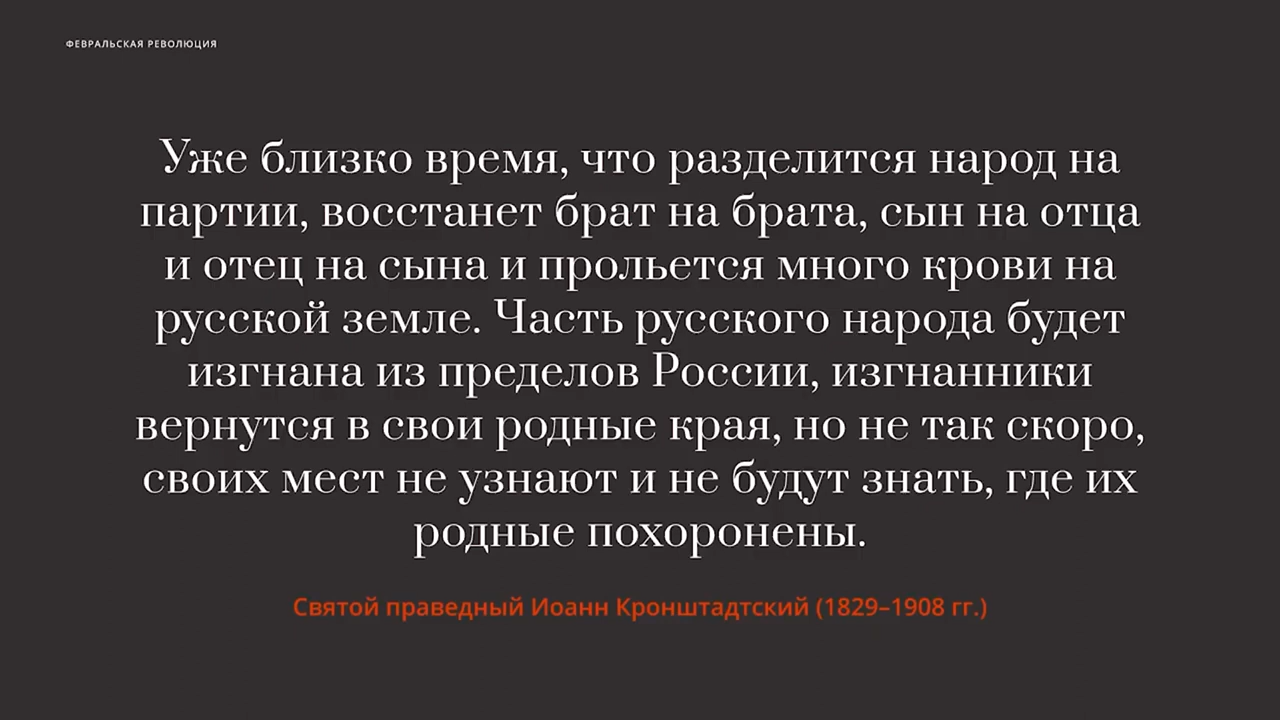 ФЕВРАЛЬСКАЯ РЕВОЛЮЦИЯ
Уже близко время, что разделится народ на
партии, восстанет брат на брата, сын на отца
и отец на сына и прольется много крови на
русской земле. Часть русского народа будет
изгнана из пределов России, изгнанники
вернутся в свои родные края, но не так скоро,
своих мест не узнают и не будут знать, где их
родные похоронены.
Святой праведный Иоанн Кронштадтский (1829–1908 гг.)